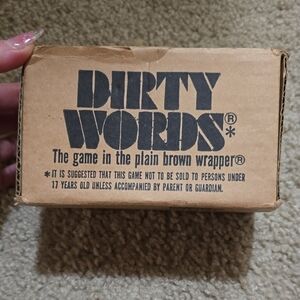 DIRTY
WORDS®*
The game in the plain brown wrapper®
*IT IS SUGGESTED THAT THIS GAME NOT TO BE SOLD TO PERSONS UNDER
17 YEARS OLD UNLESS ACCOMPANIED BY PARENT OR GUARDIAN.